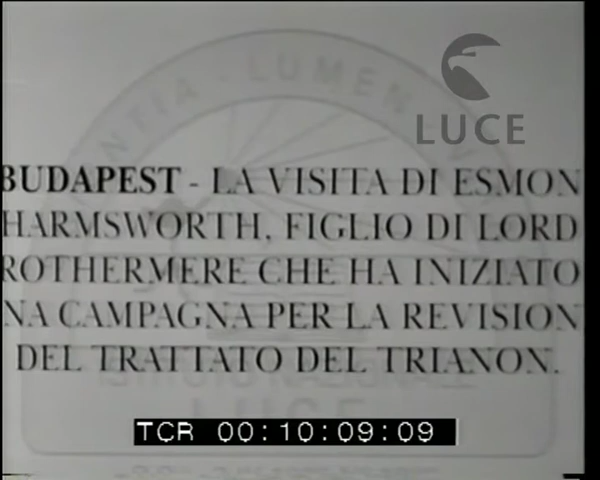 LUCE
BUDAPEST - LA VISITA DI ESMON
HARMSWORTH, FIGLIO DI LORD
ROTHERMERE CHE HA INIZIATO
NA CAMPAGNA PER LA REVISION
DEL TRATTATO DEL TRIANON.
LUCE
TCR 00:10:09:09